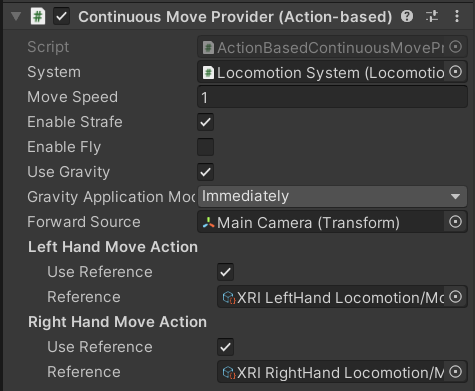 Continuous Move Provider (Action-based)
Script ActionBasedContinuousMovePr
System Locomotion System (Locomotio
Move Speed 1
Enable Strafe
Enable Fly
Use Gravity
Gravity Application Mod Immediately
Forward Source Main Camera (Transform)
Left Hand Move Action
Use Reference
Reference XRI LeftHand Locomotion/Mo
Right Hand Move Action
Use Reference
Reference XRI RightHand Locomotion/M